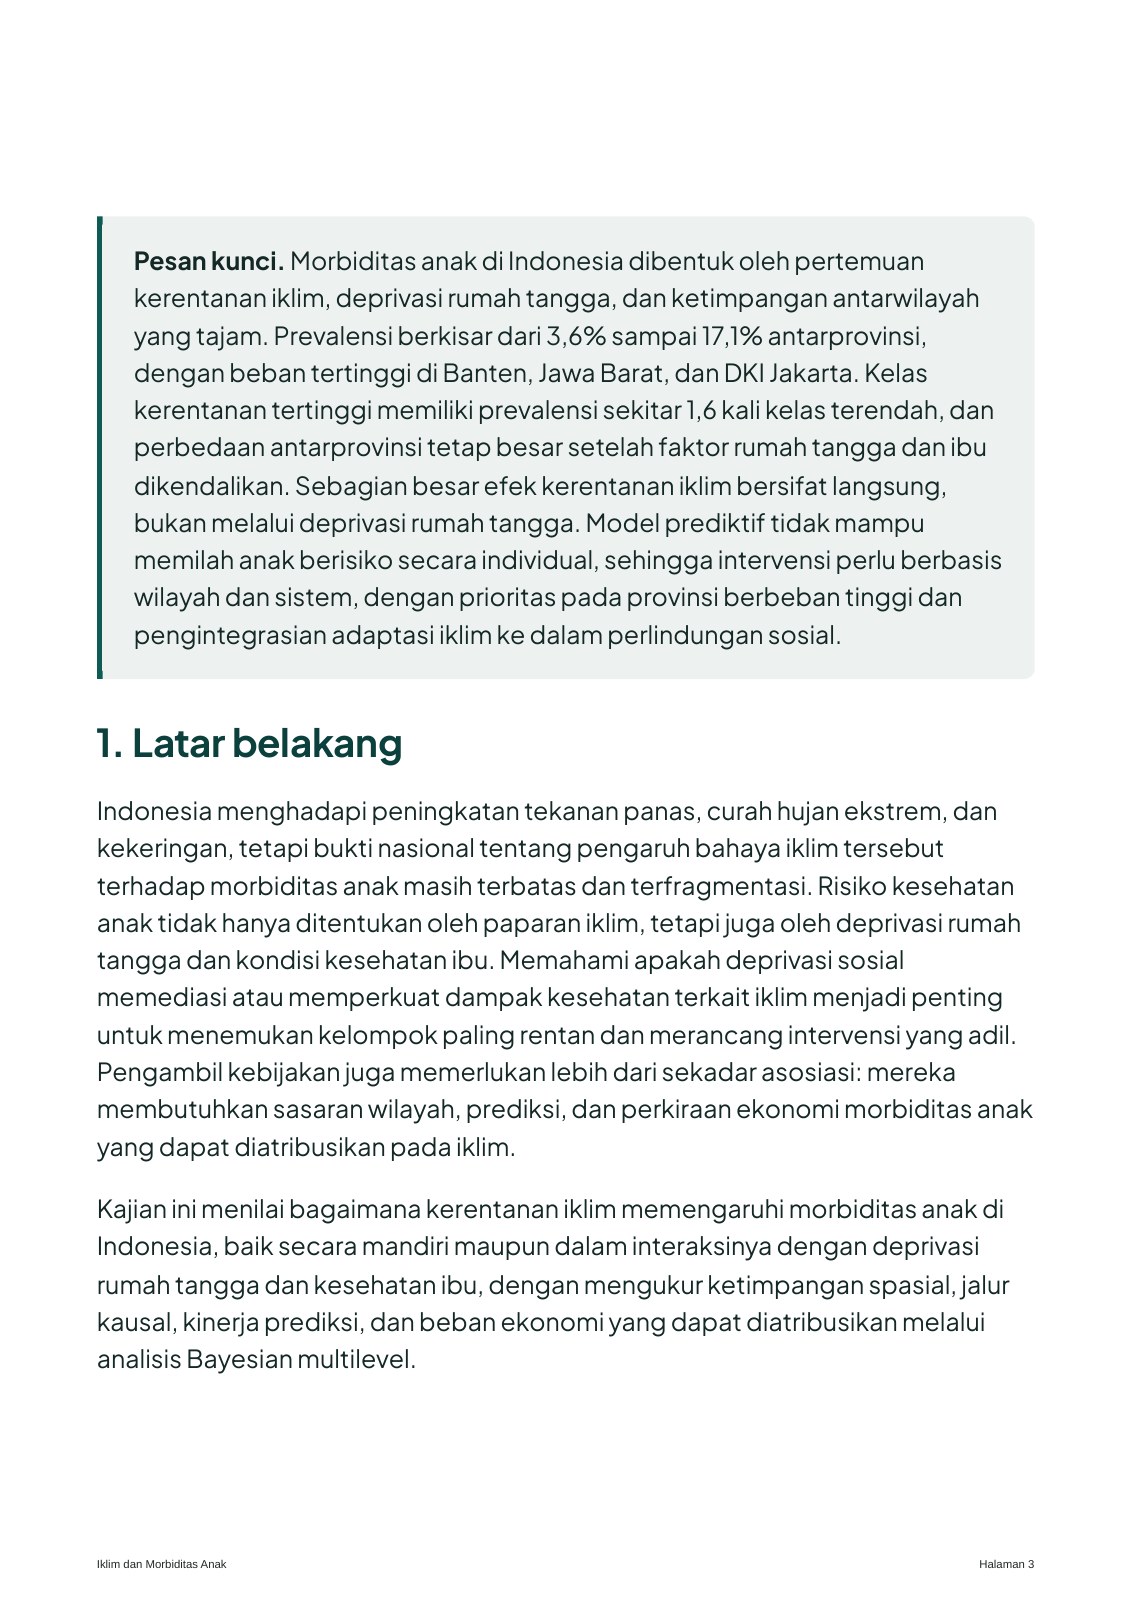 Pesan kunci. Morbiditas anak di Indonesia dibentuk oleh pertemuan
kerentanan iklim, deprivasi rumah tangga, dan ketimpangan antarwilayah
yang tajam. Prevalensi berkisar dari 3,6% sampai 17,1% antarprovinsi,
dengan beban tertinggi di Banten, Jawa Barat, dan DKI Jakarta. Kelas
kerentanan tertinggi memiliki prevalensi sekitar 1,6 kali kelas terendah, dan
perbedaan antarprovinsi tetap besar setelah faktor rumah tangga dan ibu
dikendalikan. Sebagian besar efek kerentanan iklim bersifat langsung,
bukan melalui deprivasi rumah tangga. Model prediktif tidak mampu
memilah anak berisiko secara individual, sehingga intervensi perlu berbasis
wilayah dan sistem, dengan prioritas pada provinsi berbeban tinggi dan
pengintegrasian adaptasi iklim ke dalam perlindungan sosial.
1. Latar belakang
Indonesia menghadapi peningkatan tekanan panas, curah hujan ekstrem, dan
kekeringan, tetapi bukti nasional tentang pengaruh bahaya iklim tersebut
terhadap morbiditas anak masih terbatas dan terfragmentasi. Risiko kesehatan
anak tidak hanya ditentukan oleh paparan iklim, tetapi juga oleh deprivasi rumah
tangga dan kondisi kesehatan ibu. Memahami apakah deprivasi sosial
memediasi atau memperkuat dampak kesehatan terkait iklim menjadi penting
untuk menemukan kelompok paling rentan dan merancang intervensi yang adil.
Pengambil kebijakan juga memerlukan lebih dari sekadar asosiasi: mereka
membutuhkan sasaran wilayah, prediksi, dan perkiraan ekonomi morbiditas anak
yang dapat diatribusikan pada iklim.
Kajian ini menilai bagaimana kerentanan iklim memengaruhi morbiditas anak di
Indonesia, baik secara mandiri maupun dalam interaksinya dengan deprivasi
rumah tangga dan kesehatan ibu, dengan mengukur ketimpangan spasial, jalur
kausal, kinerja prediksi, dan beban ekonomi yang dapat diatribusikan melalui
analisis Bayesian multilevel.
Iklim dan Morbiditas Anak
Halaman 3